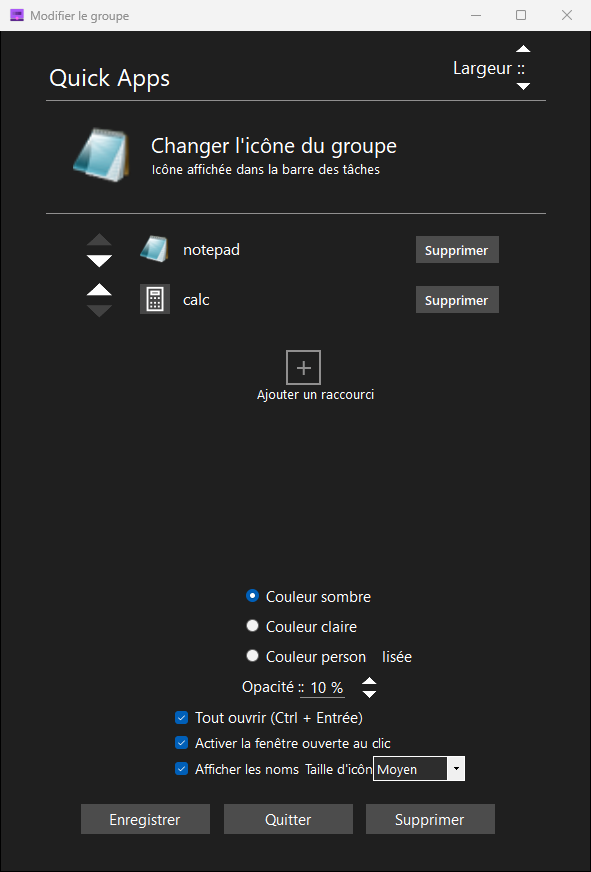 Modifier le groupe
Quick Apps
Largeur ::
Changer l'icône du groupe
Icône affichée dans la barre des tâches
notepad
Supprimer
calc
Supprimer
Ajouter un raccourci
Couleur sombre
Couleur claire
Couleur person lisée
Opacité :: 10 %
Tout ouvrir (Ctrl + Entrée)
Activer la fenêtre ouverte au clic
Afficher les noms Taille d'icôn Moyen
Enregistrer Quitter Supprimer